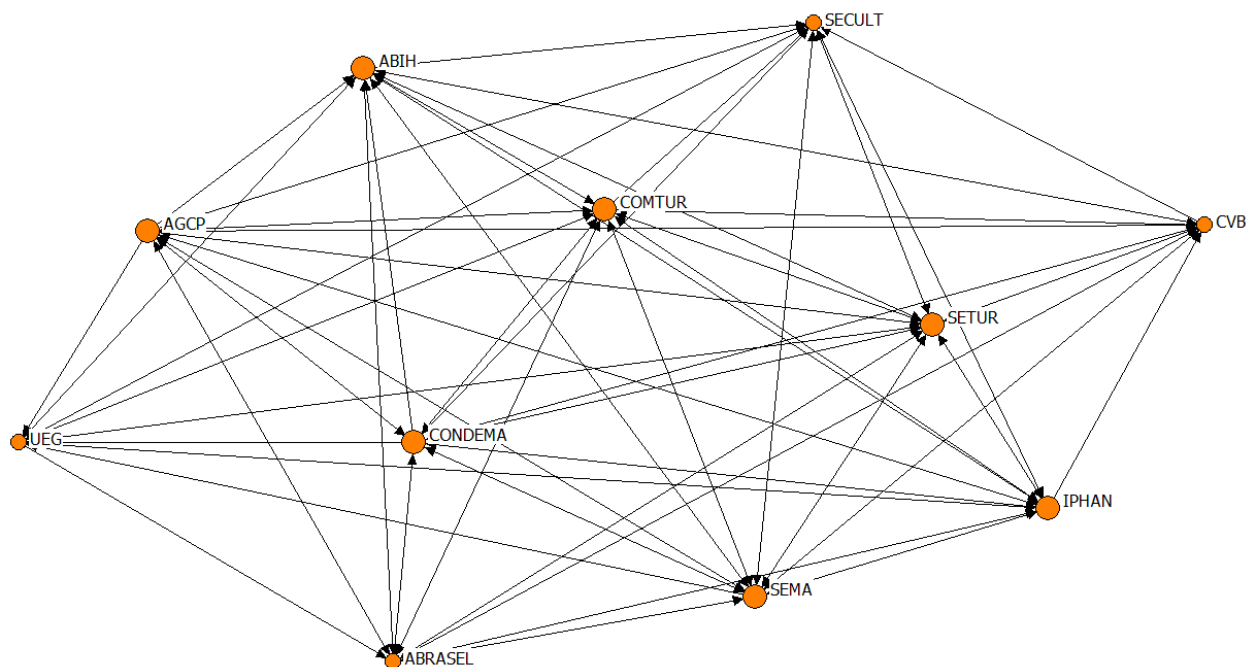 SECULT
ABIH
COMTUR
AGCP
CVB
SETUR
UEG
CONDEMA
IPHAN
SEMA
ABRASEL